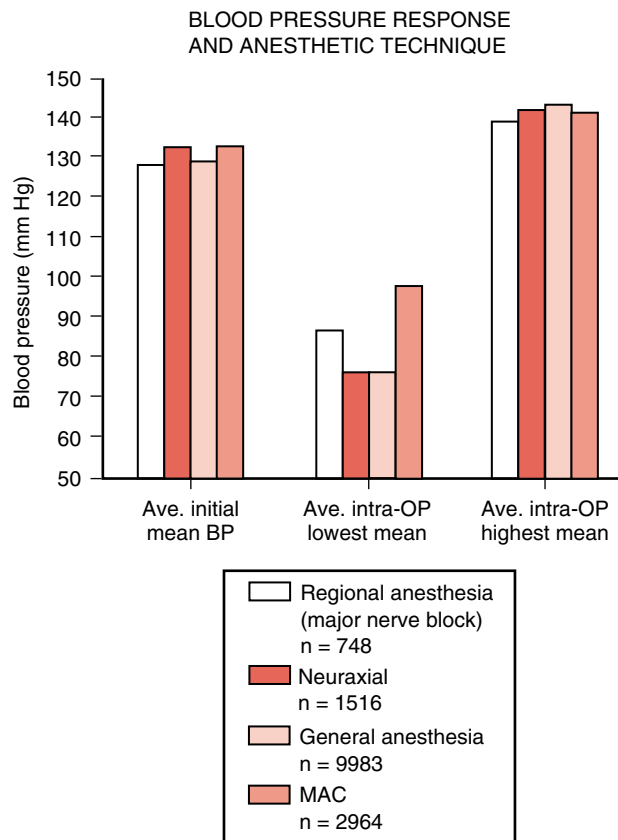 BLOOD PRESSURE RESPONSE
AND ANESTHETIC TECHNIQUE
Blood pressure (mm Hg)
150
140
130
120
110
100
90
80
70
60
50
Ave. initial
mean BP
Ave. intra-OP
lowest mean
Ave. intra-OP
highest mean
Regional anesthesia
(major nerve block)
n = 748
Neuraxial
n = 1516
General anesthesia
n = 9983
MAC
n = 2964